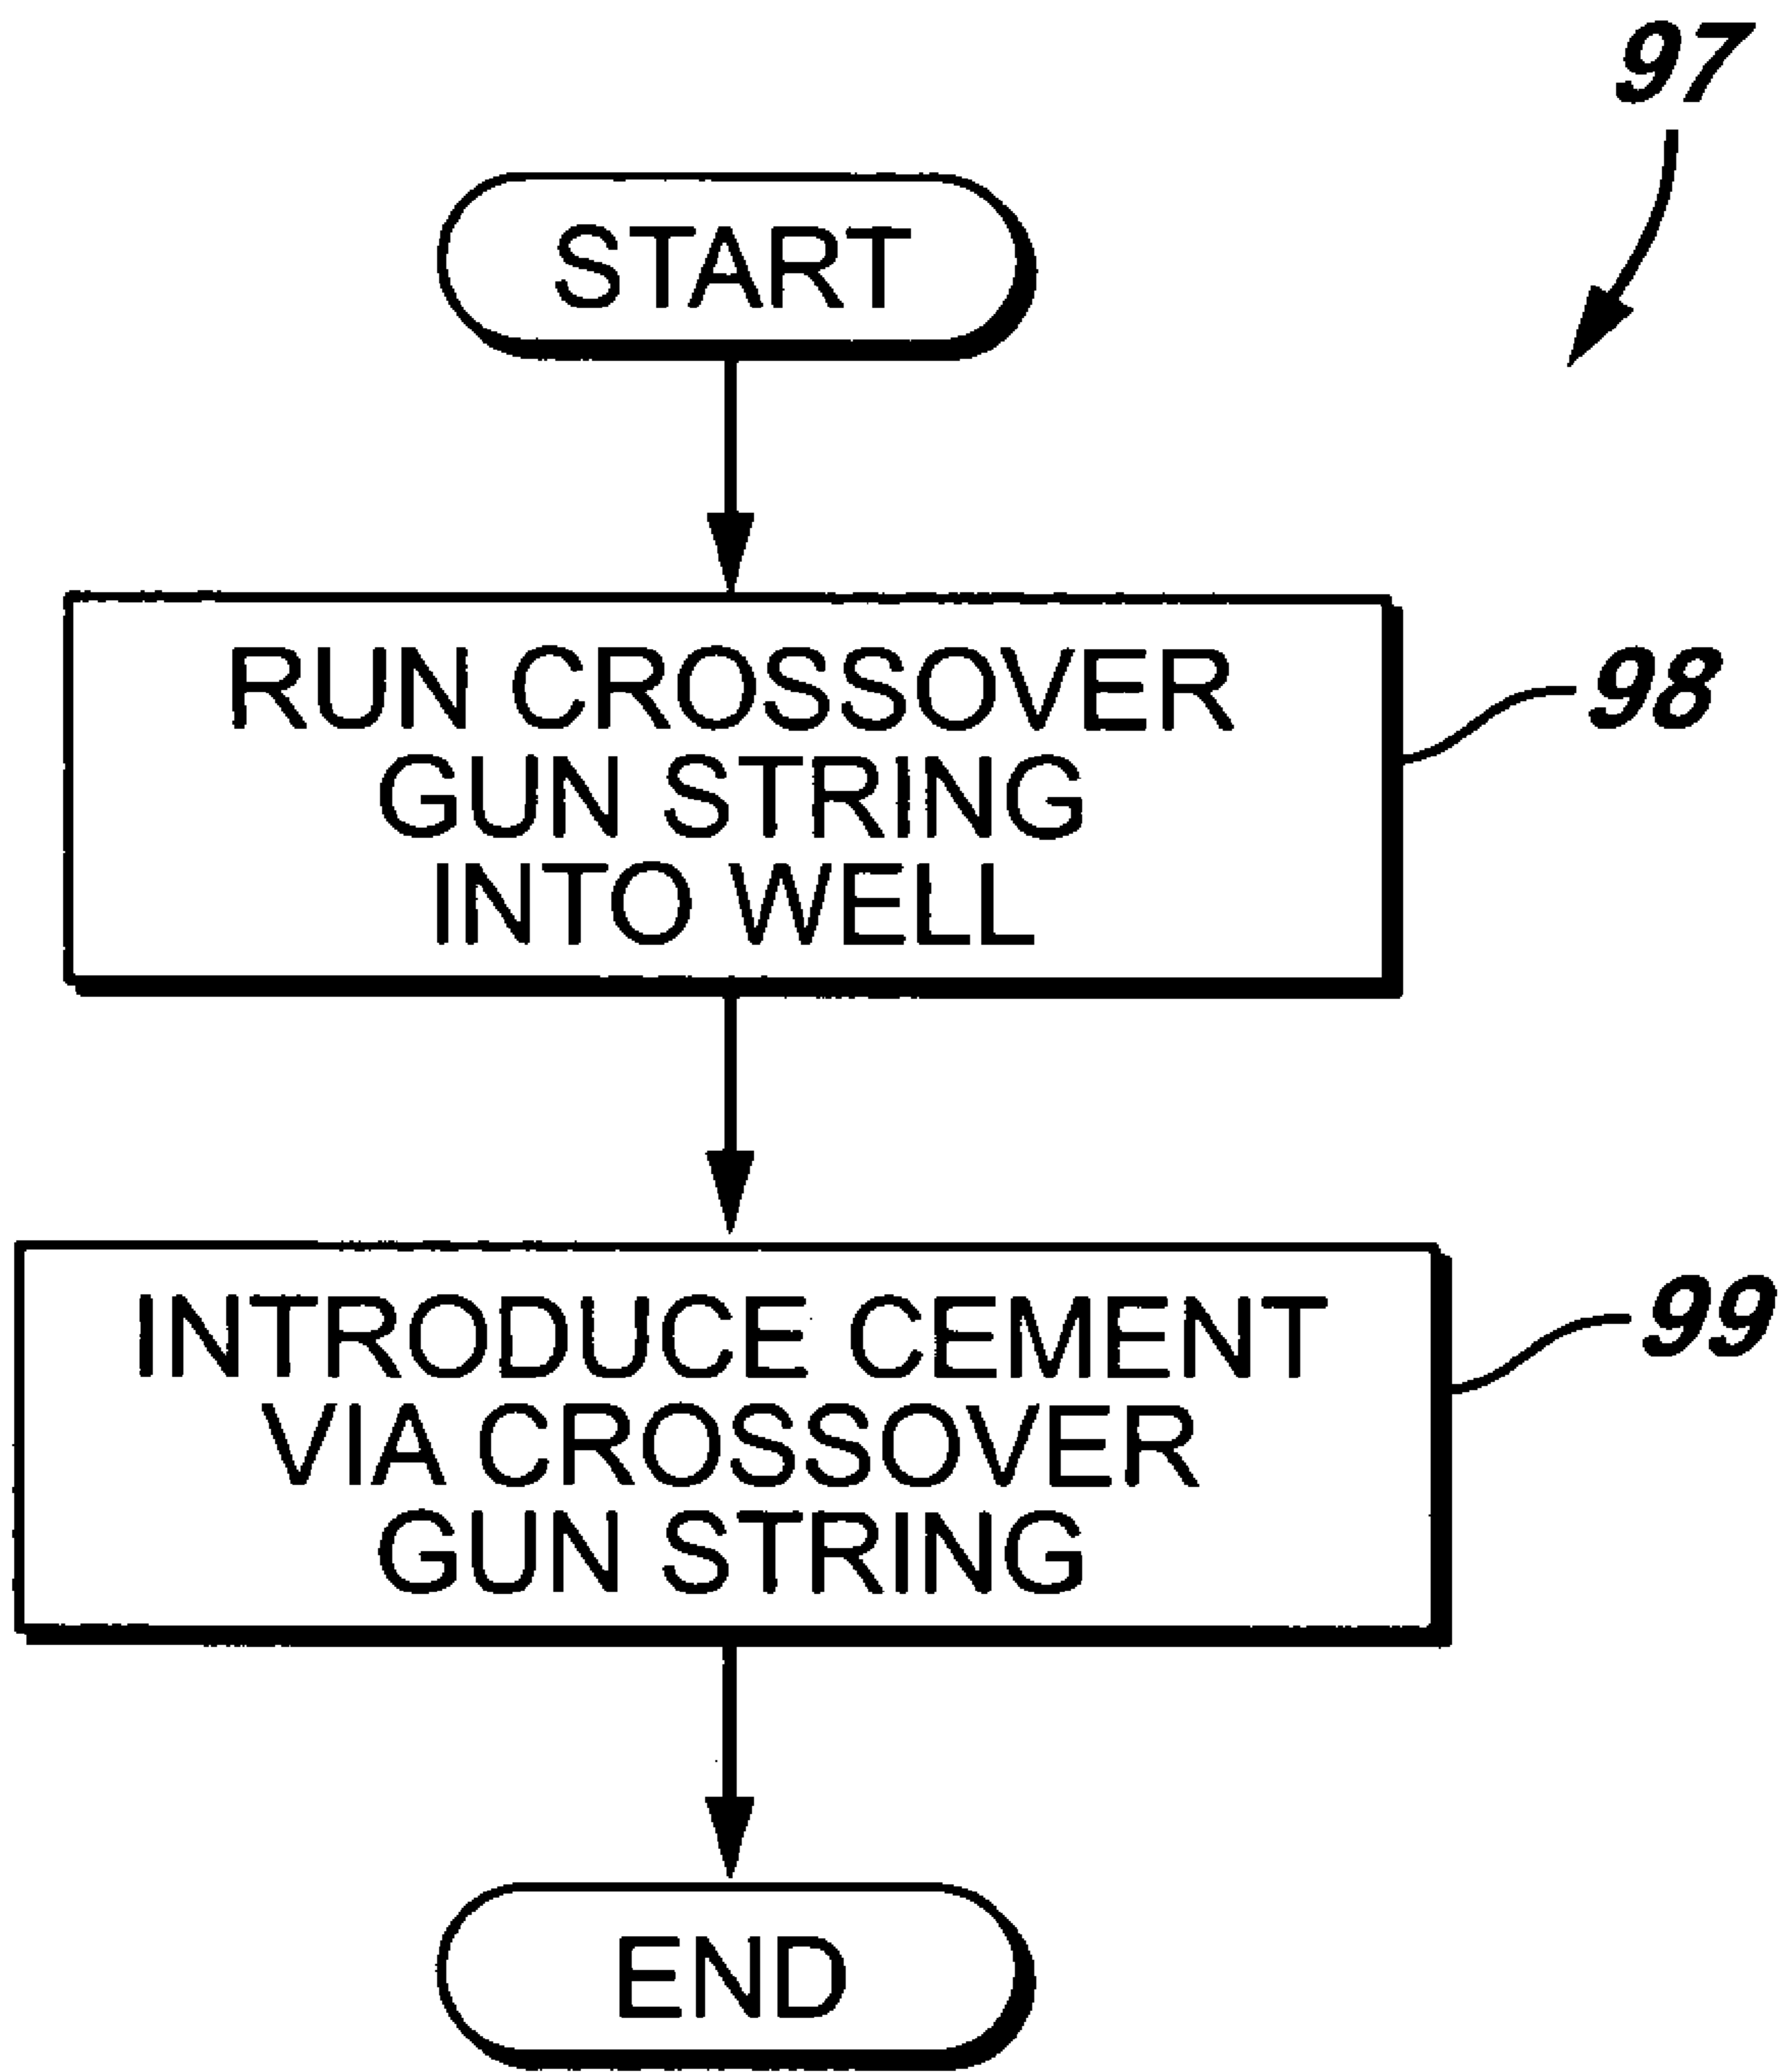 97
START
RUN CROSSOVER
GUN STRING
INTO WELL
98
INTRODUCE CEMENT
VIA CROSSOVER
GUN STRING
99
END